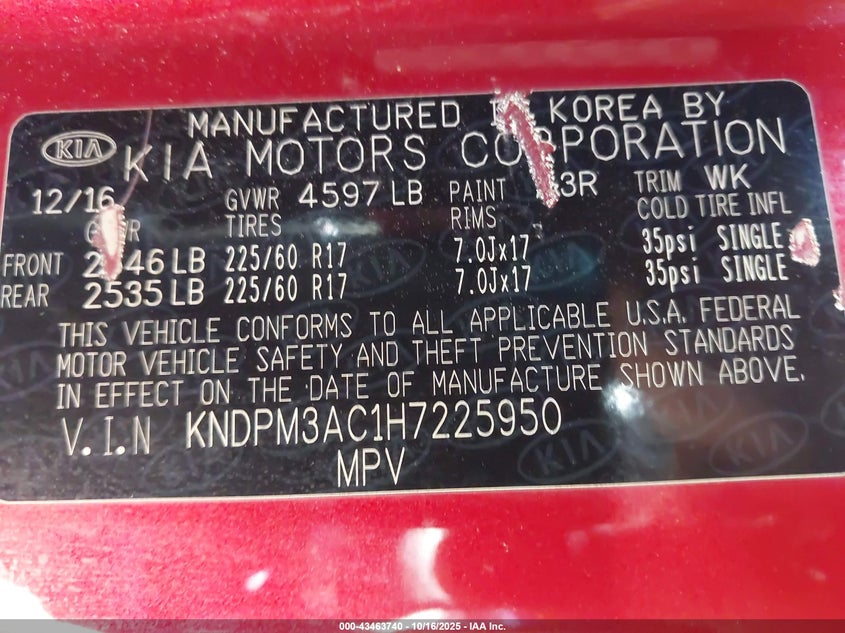 MANUFACTURED KOREA BY
KIA KIA MOTORS CORPORATION
12/16 GVWR 4597 LB PAINT TRIM WK
TIRES RIMS COLD TIRE INFL
FRONT LB 225/60 R17 7.0Jx17 35psi SINGLE
REAR 2535 LB 225/60 R17 7.0Jx17 35psi SINGLE
THIS VEHICLE CONFORMS TO ALL APPLICABLE U.S.A. FEDERAL
MOTOR VEHICLE SAFETY AND THEFT PREVENTION STANDARDS
IN EFFECT ON THE DATE OF MANUFACTURE SHOWN ABOVE.
V.I.N KNDPM3AC1H7225950
MPV
000-43463740 - 10/16/2025 - IAA Inc.